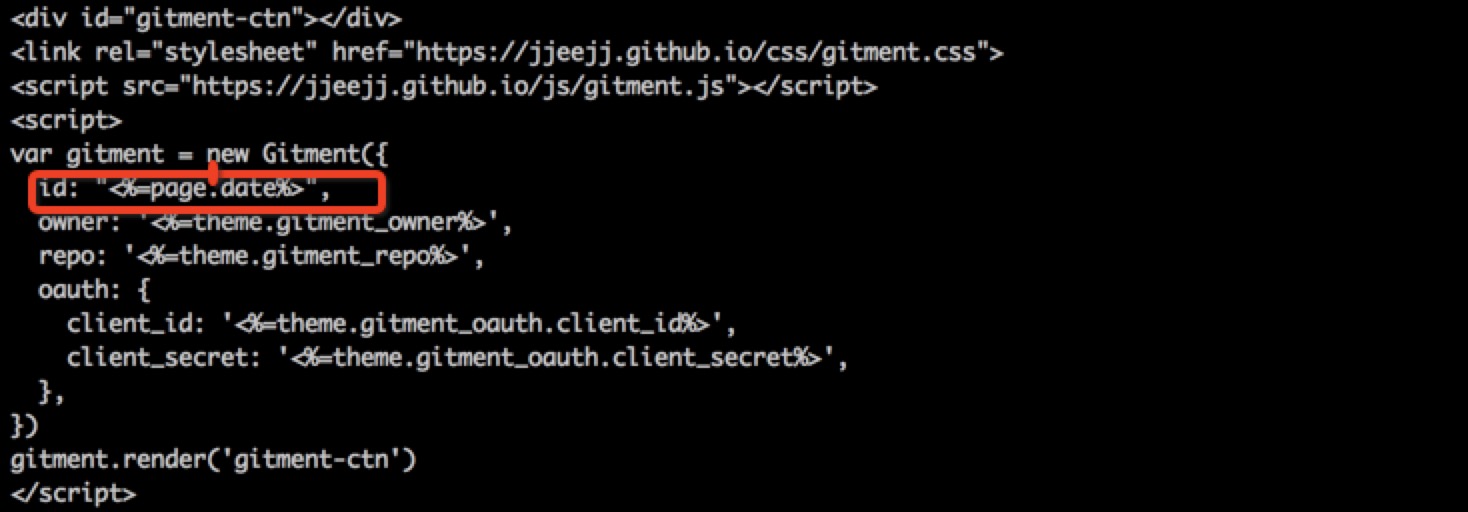 <div id="gitment-ctn"></div>
<link rel="stylesheet" href="https://jjeejj.github.io/css/gitment.css">
<script src="https://jjeejj.github.io/js/gitment.js"></script>
<script>
var gitment = new Gitment({
  id: "<%=page.date%>",
  owner: '<%=theme.gitment_owner%>',
  repo: '<%=theme.gitment_repo%>',
  oauth: {
    client_id: '<%=theme.gitment_oauth.client_id%>',
    client_secret: '<%=theme.gitment_oauth.client_secret%>',
  },
})
gitment.render('gitment-ctn')
</script>